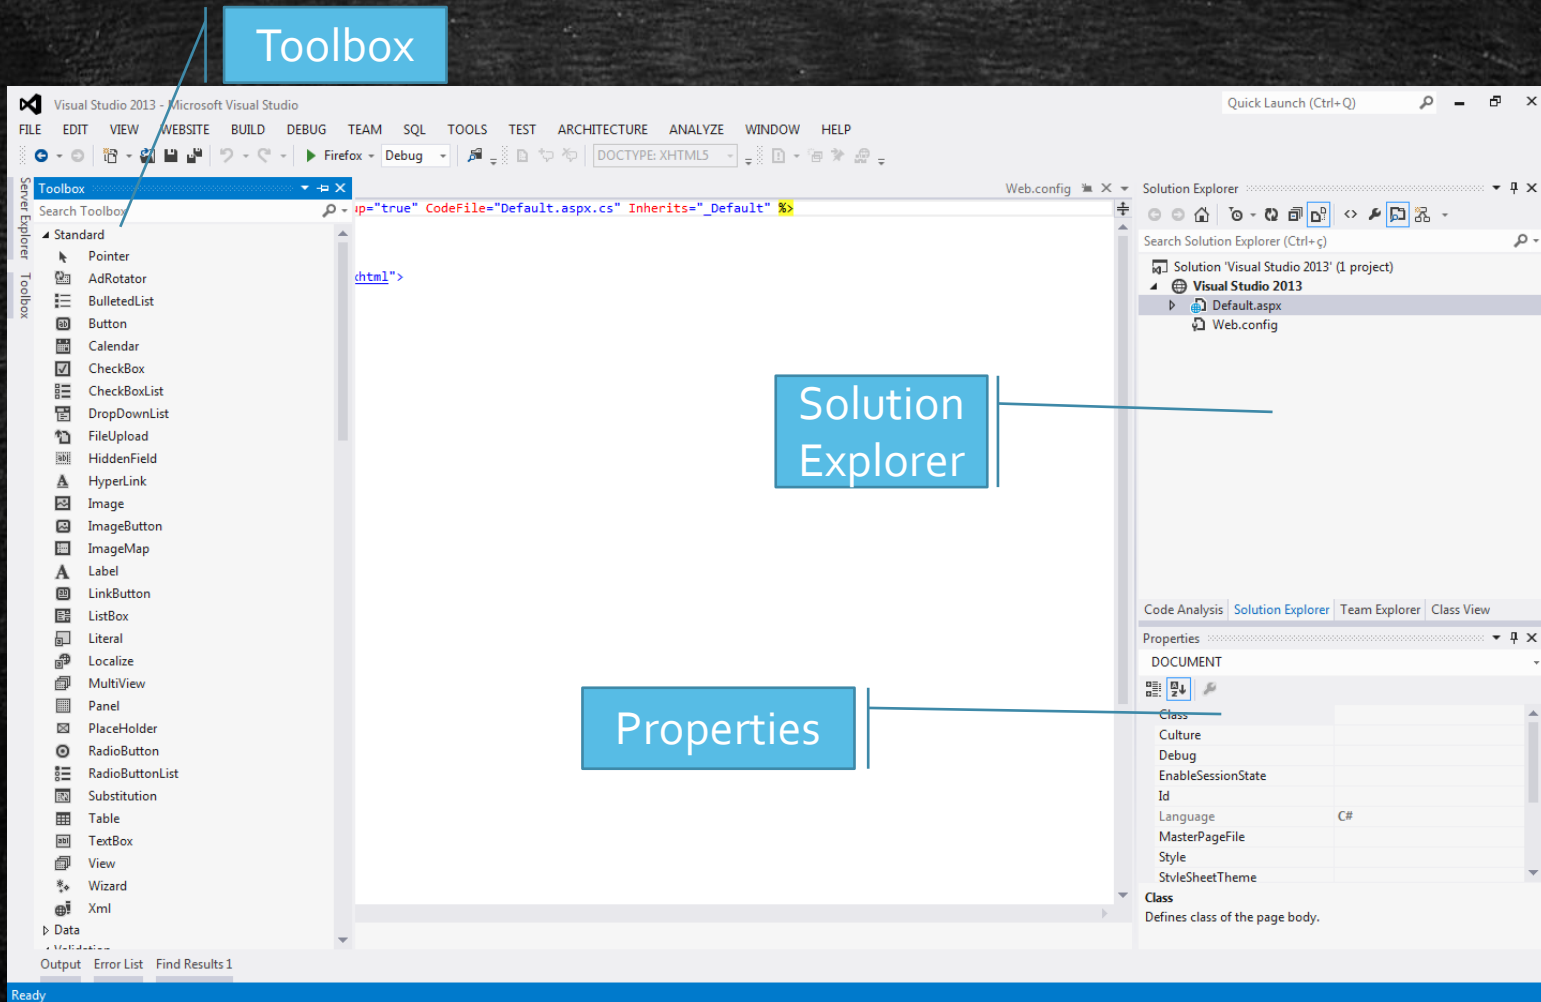 Toolbox
Visual Studio 2013 - Microsoft Visual Studio
Quick Launch (Ctrl+Q)
FILE EDIT VIEW WEBSITE BUILD DEBUG TEAM SQL TOOLS TEST ARCHITECTURE ANALYZE WINDOW HELP
Firefox Debug DOCTYPE: XHTML5
Server Explorer
Toolbox
Toolbox
Search Toolbox
Standard
Pointer
AdRotator
BulletedList
Button
Calendar
CheckBox
CheckBoxList
DropDownList
FileUpload
HiddenField
HyperLink
Image
ImageButton
ImageMap
Label
LinkButton
ListBox
Literal
Localize
MultiView
Panel
PlaceHolder
RadioButton
RadioButtonList
Substitution
Table
TextBox
View
Wizard
Xml
Data
Web.config
="true" CodeFile="Default.aspx.cs" Inherits="_Default" %>
html">
Solution
Explorer
Properties
Solution Explorer
Search Solution Explorer (Ctrl+ç)
Solution 'Visual Studio 2013' (1 project)
Visual Studio 2013
Default.aspx
Web.config
Code Analysis Solution Explorer Team Explorer Class View
Properties
DOCUMENT
Class
Culture
Debug
EnableSessionState
Id
Language C#
MasterPageFile
Style
StyleSheetTheme
Class
Defines class of the page body.
Output Error List Find Results 1
Ready